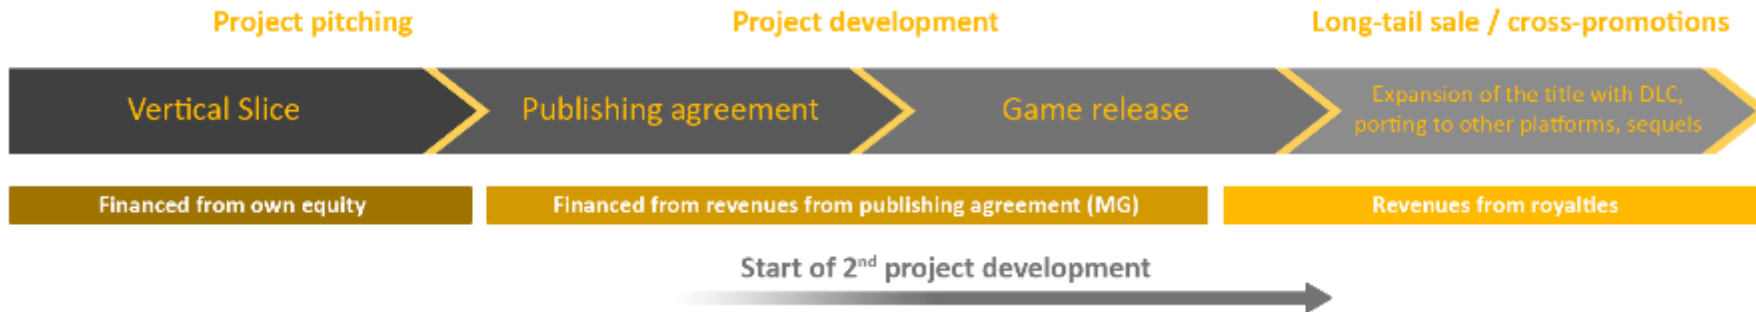 Project pitching
Project development
Long-tail sale / cross-promotions
Vertical Slice
Publishing agreement
Game release
Expansion of the title with DLC,
porting to other platforms, sequels
Financed from own equity
Financed from revenues from publishing agreement (MG)
Revenues from royalties
Start of 2nd project development